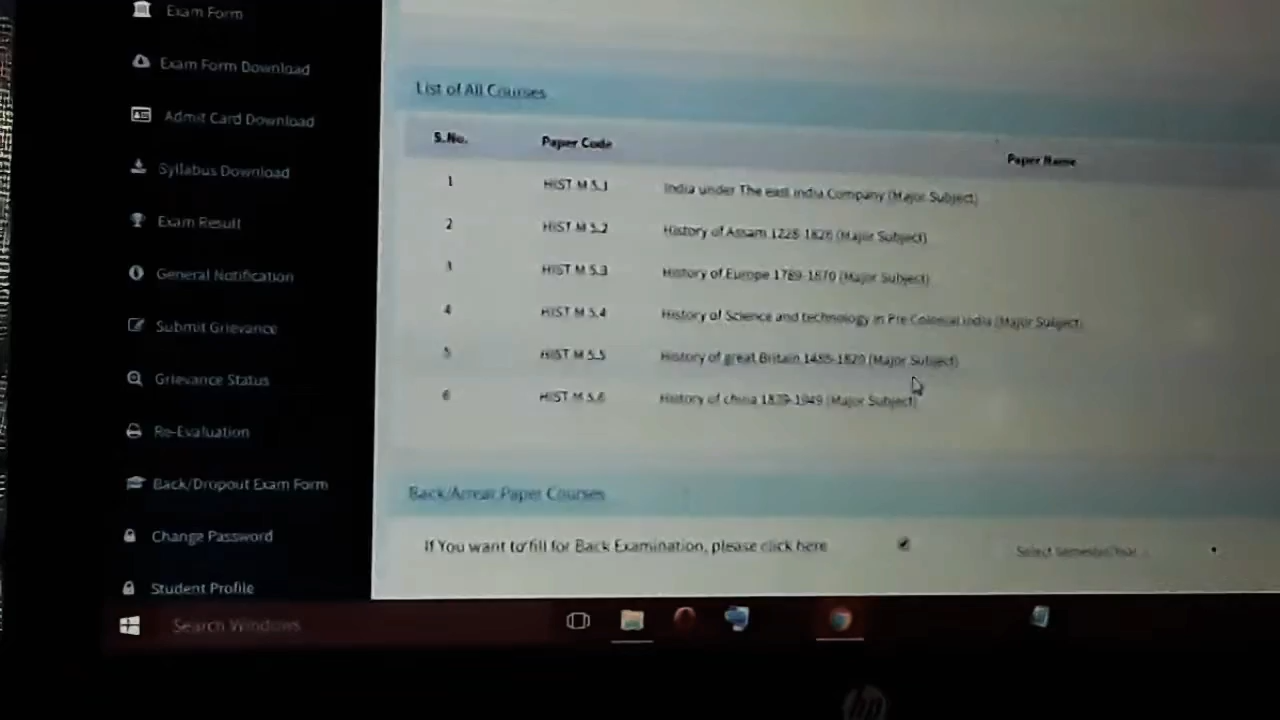 Exam Form
Exam Form Download
Admit Card Download
Syllabus Download
Exam Result
General Notification
Submit Grievance
Grievance Status
Re-Evaluation
Back/Dropout Exam Form
Change Password
Student Profile
List of All Courses
S.No. Paper Code Paper Name
1 HIST M 5.1 India under The east india Company (Major Subject)
2 HIST M 5.2 History of Assam 1228-1826 (Major Subject)
3 HIST M 5.3 History of Europe 1789-1870 (Major Subject)
4 HIST M 5.4 History of Science and technology in Pre Colonial India (Major Subject)
5 HIST M 5.5 History of great Britain (Major Subject)
6 HIST M 5.6 History of china (Major Subject)
Back/Arrear Paper Courses
If You want to fill for Back Examination, please click here
Select Semester/Year
Search Windows
hp